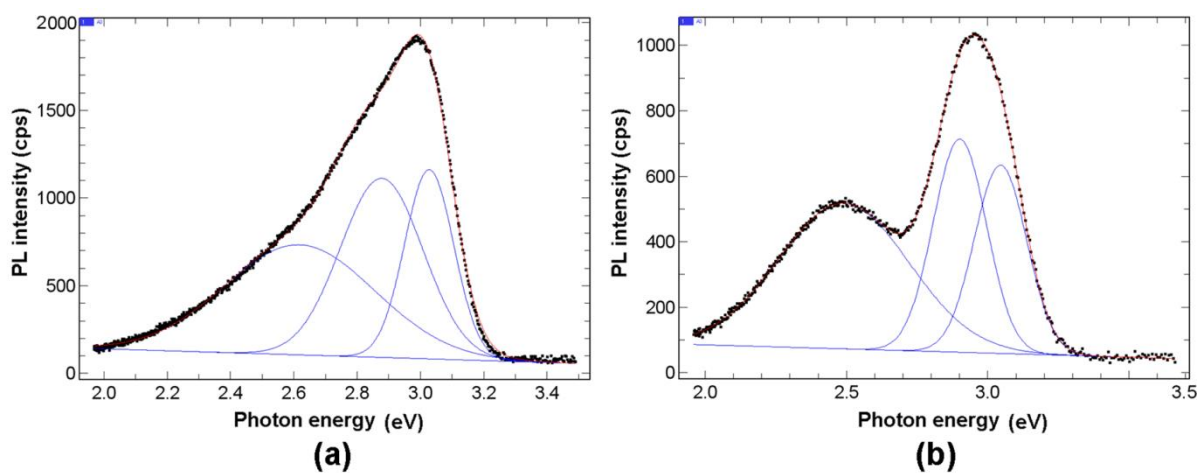 2000
1500
1000
500
0
PL intensity (cps)
2.0 2.2 2.4 2.6 2.8 3.0 3.2 3.4
Photon energy (eV)
(a)
1000
800
600
400
200
0
PL intensity (cps)
2.0 2.5 3.0 3.5
Photon energy (eV)
(b)